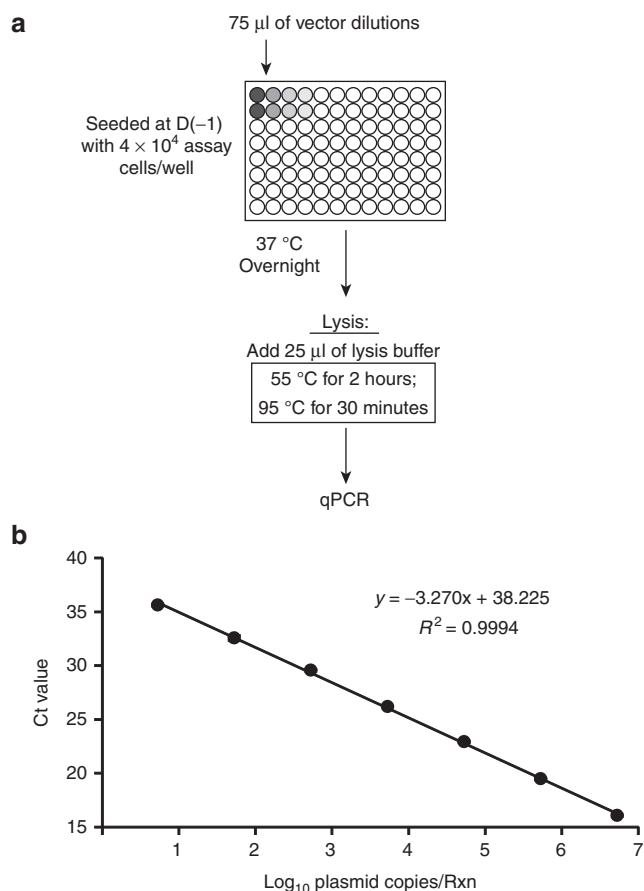 a
75 µl of vector dilutions
Seeded at D(−1)
with 4 × 10⁴ assay
cells/well
37 °C
Overnight
Lysis:
Add 25 µl of lysis buffer
55 °C for 2 hours;
95 °C for 30 minutes
qPCR
b
40
35
30
25
20
15
Ct value
y = −3.270x + 38.225
R² = 0.9994
1 2 3 4 5 6 7
Log₁₀ plasmid copies/Rxn